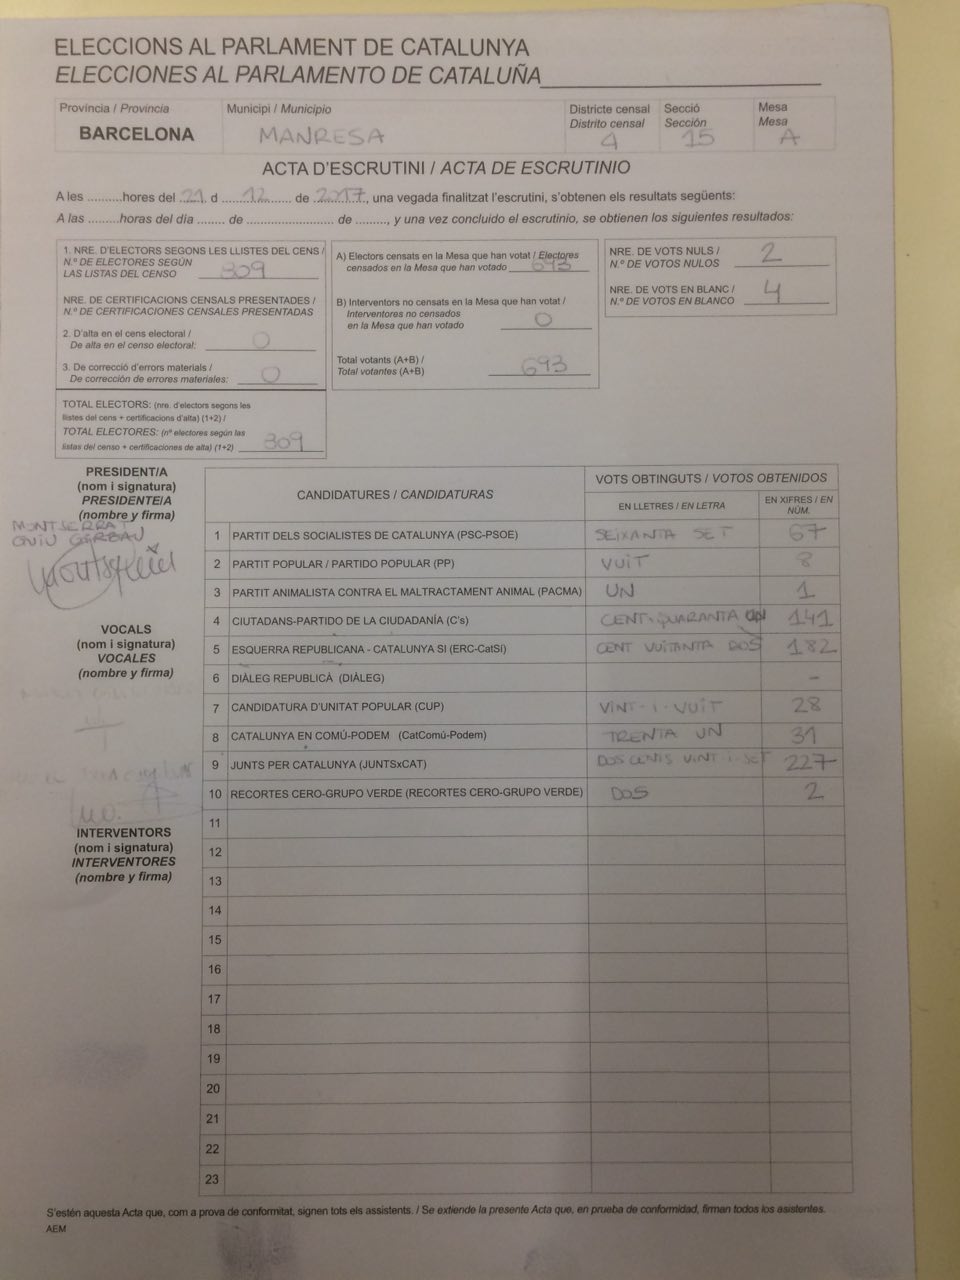 ELECCIONS AL PARLAMENT DE CATALUNYA
ELECCIONES AL PARLAMENTO DE CATALUÑA
Província / Provincia
BARCELONA
Municipi / Municipio
MANRESA
Districte censal
Distrito censal
4
Secció
Sección
15
Mesa
Mesa
A
ACTA D'ESCRUTINI / ACTA DE ESCRUTINIO
A les ..........hores del 21 d 12 de 2017, una vegada finalitzat l'escrutini, s'obtenen els resultats següents:
A las .........horas del día ....... de ...................... de ........., y una vez concluido el escrutinio, se obtienen los siguientes resultados:
1. NRE. D'ELECTORS SEGONS LES LLISTES DEL CENS /
N.º DE ELECTORES SEGÚN
LAS LISTAS DEL CENSO 809
NRE. DE CERTIFICACIONS CENSALS PRESENTADES /
N.º DE CERTIFICACIONES CENSALES PRESENTADAS
2. D'alta en el cens electoral /
De alta en el censo electoral: 0
3. De correcció d'errors materials /
De corrección de errores materiales: 0
TOTAL ELECTORS: (nre. d'electors segons les
llistes del cens + certificacions d'alta) (1+2) /
TOTAL ELECTORES: (nº electores según las
listas del censo + certificaciones de alta) (1+2) 809
A) Electors censats en la Mesa que han votat / Electores
censados en la Mesa que han votado 693
B) Interventors no censats en la Mesa que han votat /
Interventores no censados
en la Mesa que han votado 0
Total votants (A+B) /
Total votantes (A+B) 693
NRE. DE VOTS NULS /
N.º DE VOTOS NULOS 2
NRE. DE VOTS EN BLANC /
N.º DE VOTOS EN BLANCO 4
PRESIDENT/A
(nom i signatura)
PRESIDENTE/A
(nombre y firma)
MONTSERRAT
VOCALS
(nom i signatura)
VOCALES
(nombre y firma)
INTERVENTORS
(nom i signatura)
INTERVENTORES
(nombre y firma)
CANDIDATURES / CANDIDATURAS
VOTS OBTINGUTS / VOTOS OBTENIDOS
EN LLETRES / EN LETRA
EN XIFRES / EN NÚM.
1 PARTIT DELS SOCIALISTES DE CATALUNYA (PSC-PSOE) SEIXANTA SET 67
2 PARTIT POPULAR / PARTIDO POPULAR (PP) VUIT 8
3 PARTIT ANIMALISTA CONTRA EL MALTRACTAMENT ANIMAL (PACMA) UN 1
4 CIUTADANS-PARTIDO DE LA CIUDADANÍA (C's) CENT-QUARANTA UN 141
5 ESQUERRA REPUBLICANA - CATALUNYA SI (ERC-CatSí) CENT VUITANTA DOS 182
6 DIÀLEG REPUBLICÀ (DIÀLEG) -
7 CANDIDATURA D'UNITAT POPULAR (CUP) VINT-I-VUIT 28
8 CATALUNYA EN COMÚ-PODEM (CatComú-Podem) TRENTA UN 31
9 JUNTS PER CATALUNYA (JUNTSxCAT) DOS CENTS VINT-I-SET 227
10 RECORTES CERO-GRUPO VERDE (RECORTES CERO-GRUPO VERDE) DOS 2
11
12
13
14
15
16
17
18
19
20
21
22
23
S'estén aquesta Acta que, com a prova de conformitat, signen tots els assistents. / Se extiende la presente Acta que, en prueba de conformidad, firman todos los asistentes.
AEM